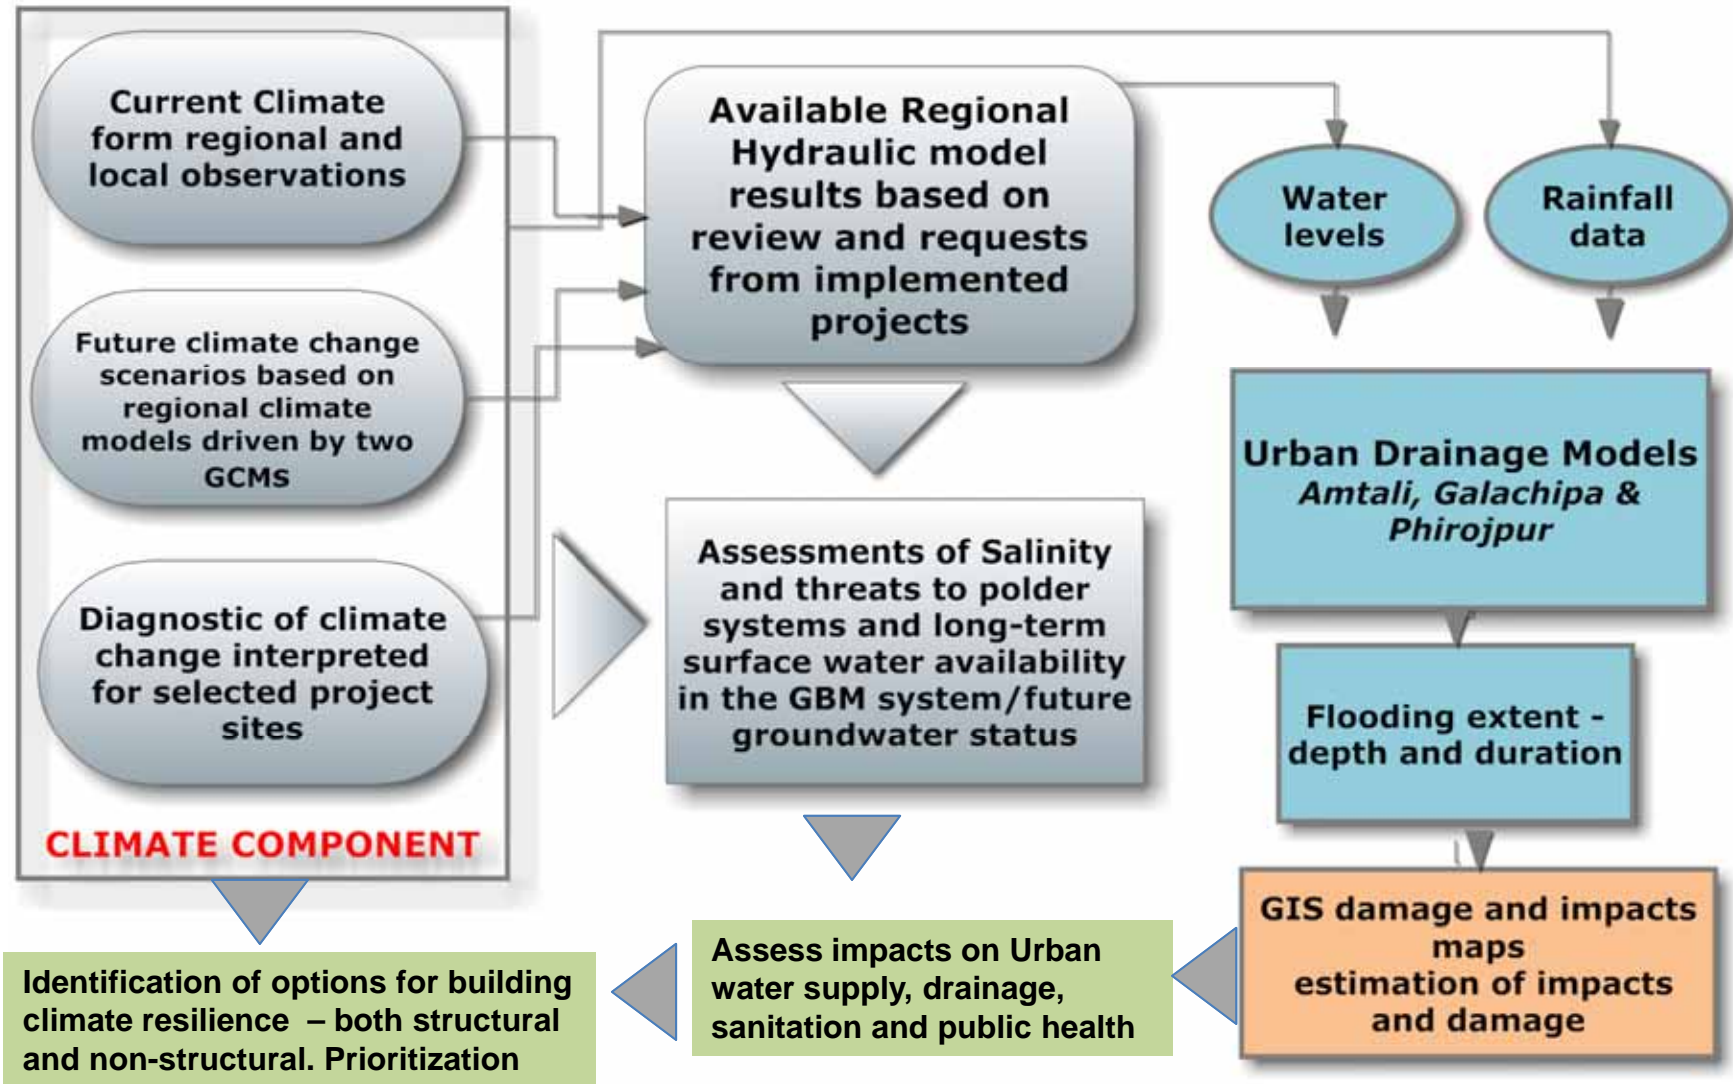 Current Climate
form regional and
local observations
Future climate change
scenarios based on
regional climate
models driven by two
GCMs
Diagnostic of climate
change interpreted
for selected project
sites
CLIMATE COMPONENT
Available Regional
Hydraulic model
results based on
review and requests
from implemented
projects
Assessments of Salinity
and threats to polder
systems and long-term
surface water availability
in the GBM system/future
groundwater status
Water
levels
Rainfall
data
Urban Drainage Models
Amtali, Galachipa &
Phirojpur
Flooding extent -
depth and duration
GIS damage and impacts
maps
estimation of impacts
and damage
Assess impacts on Urban
water supply, drainage,
sanitation and public health
Identification of options for building
climate resilience – both structural
and non-structural. Prioritization